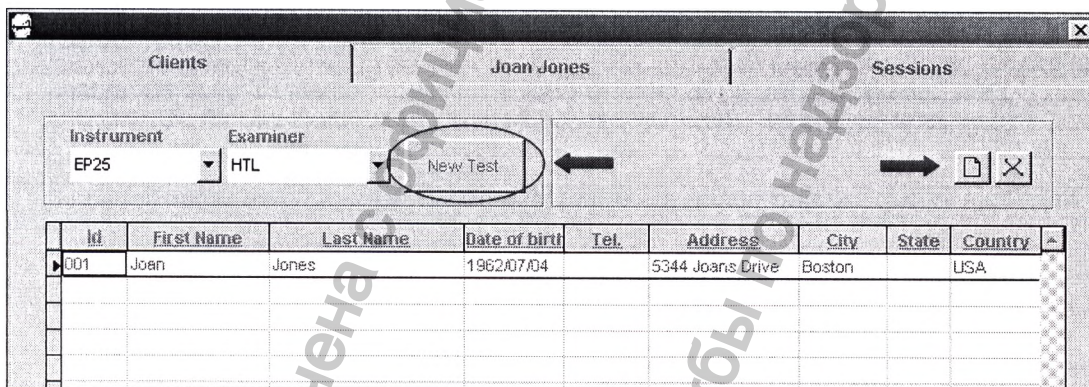 Clients Joan Jones Sessions
Instrument Examiner
EP25 HTL New Test
Id First Name Last Name Date of birth Tel. Address City State Country
001 Joan Jones 1962/07/04 5344 Joans Drive Boston USA